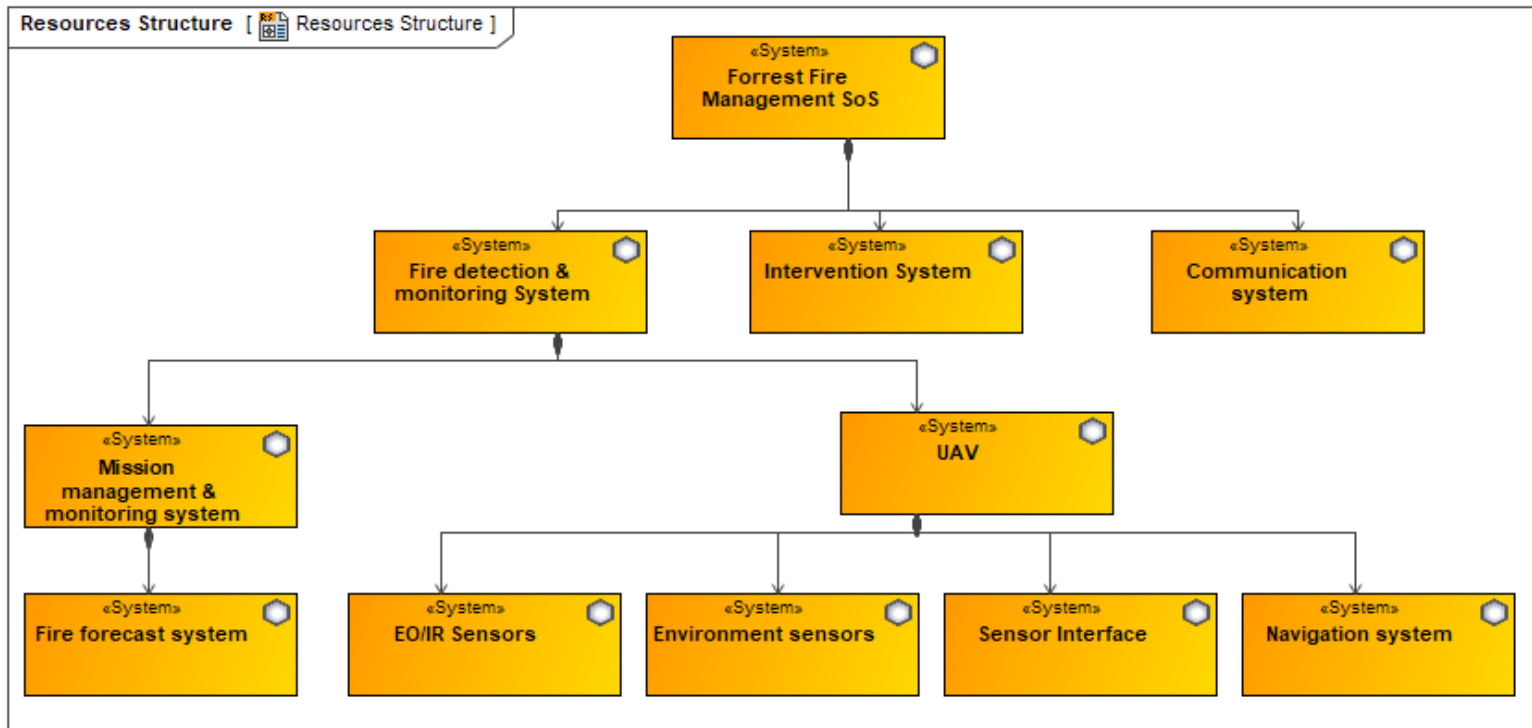 Resources Structure [ Resources Structure ]
«System»
Forrest Fire
Management SoS
«System»
Fire detection &
monitoring System
«System»
Intervention System
«System»
Communication
system
«System»
Mission
management &
monitoring system
«System»
UAV
«System»
Fire forecast system
«System»
EO/IR Sensors
«System»
Environment sensors
«System»
Sensor Interface
«System»
Navigation system